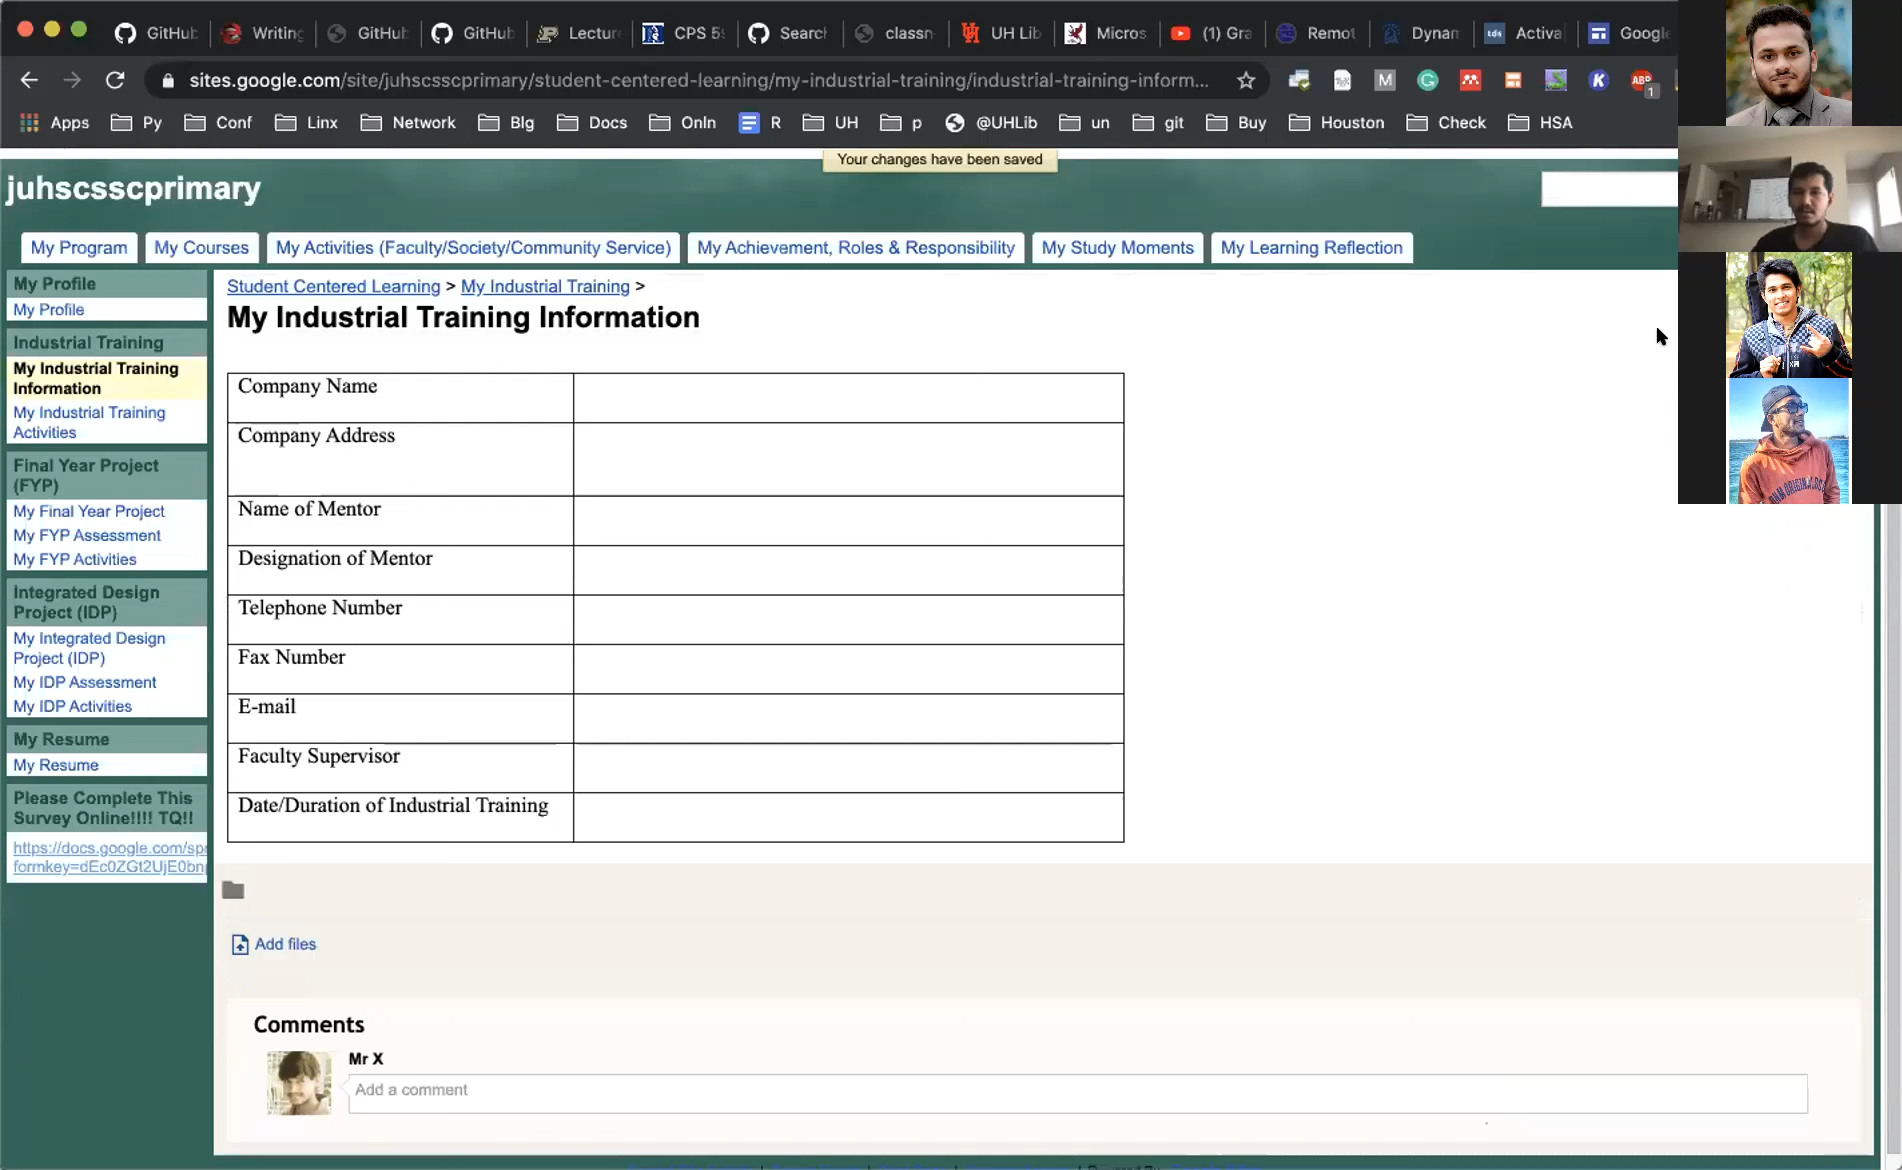 GitHub Writing GitHub GitHub Lecture CPS Search classr UH Lib Micros (1) Gra Remot Dynam Activa Google
sites.google.com/site/juhscsscprimary/student-centered-learning/my-industrial-training/industrial-training-inform... M ABP 1
Apps Py Conf Linx Network Blg Docs OnIn R UH p @UHLib un git Buy Houston Check HSA
Your changes have been saved
juhscsscprimary
My Program My Courses My Activities (Faculty/Society/Community Service) My Achievement, Roles & Responsibility My Study Moments My Learning Reflection
My Profile
My Profile
Industrial Training
My Industrial Training
Information
My Industrial Training
Activities
Final Year Project
(FYP)
My Final Year Project
My FYP Assessment
My FYP Activities
Integrated Design
Project (IDP)
My Integrated Design
Project (IDP)
My IDP Assessment
My IDP Activities
My Resume
My Resume
Please Complete This
Survey Online!!!! TQ!!
https://docs.google.com/spr
formkey=dEc0ZGt2UjE0bn
Student Centered Learning > My Industrial Training >
My Industrial Training Information
Company Name
Company Address
Name of Mentor
Designation of Mentor
Telephone Number
Fax Number
E-mail
Faculty Supervisor
Date/Duration of Industrial Training
Add files
Comments
Mr X
Add a comment